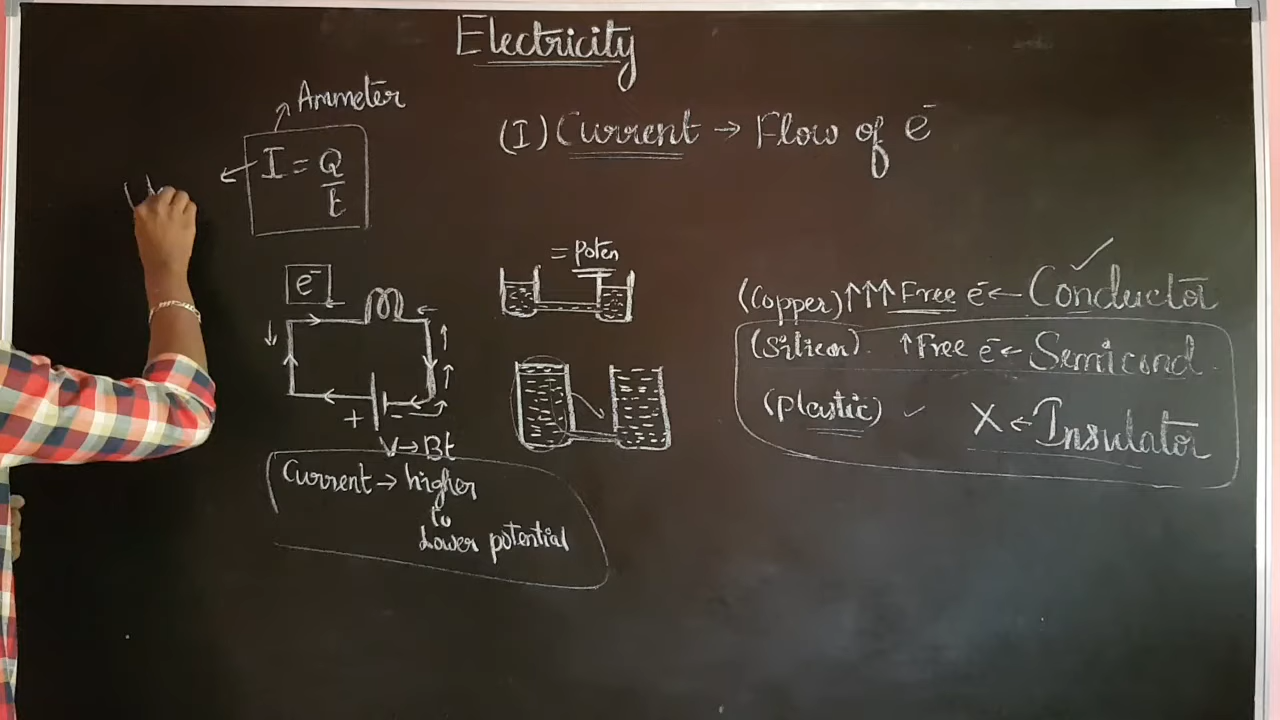 Electricity
Ammeter
I = Q/t
(I) Current → Flow of e⁻
e⁻
+ -
V → Bt
Current → higher
to
Lower potential
= Poten
(Copper) ↑↑↑ Free e⁻ ← Conductor
(Silicon). ↑ Free e⁻ ← Semicond
(Plastic) X ← Insulator